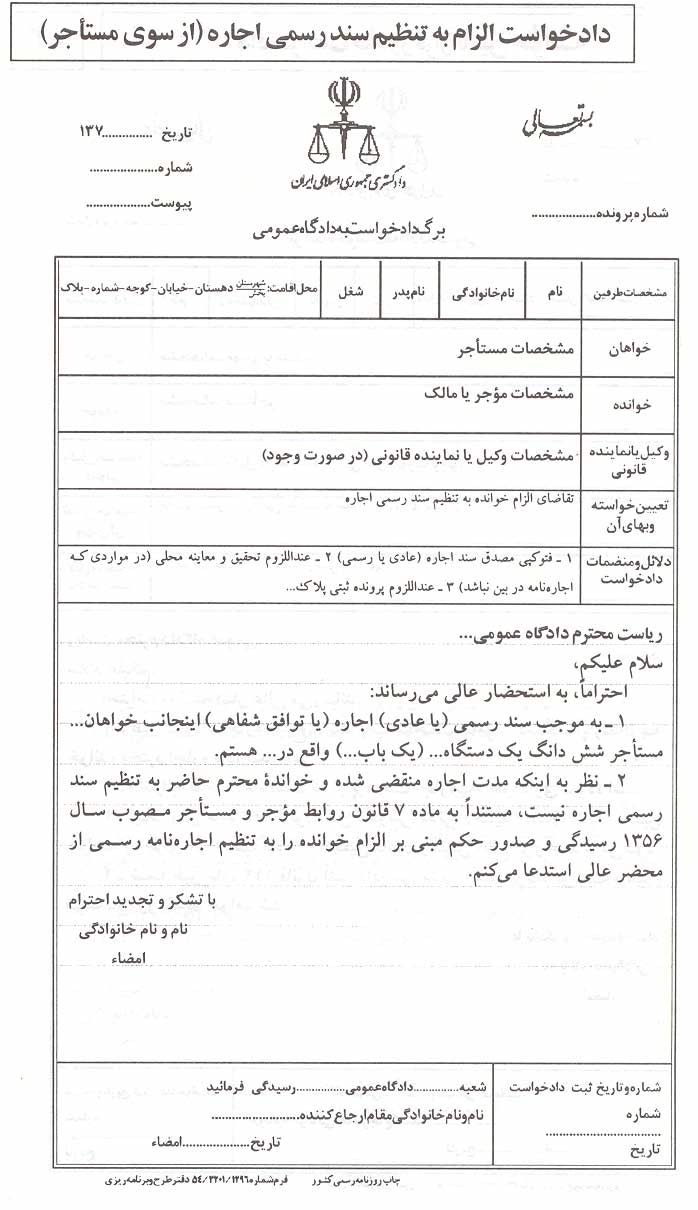 دادخواست الزام به تنظیم سند رسمی اجاره (از سوی مستأجر)
بسمه تعالی
تاریخ ...............۱۳۷
شماره....................
دادگستری جمهوری اسلامی ایران
پیوست...................
شماره پرونده...................
برگ دادخواست به دادگاه عمومی
مشخصات طرفین
نام
نام خانوادگی
نام پدر
شغل
محل اقامت: شهرستان بخش دهستان-خیابان-کوچه-شماره-پلاک
خواهان
مشخصات مستأجر
خوانده
مشخصات مؤجر یا مالک
وکیل یا نماینده قانونی
مشخصات وکیل یا نماینده قانونی (در صورت وجود)
تعیین خواسته وبهای آن
تقاضای الزام خوانده به تنظیم سند رسمی اجاره
دلائل و منضمات دادخواست
۱ ـ فتوکپی مصدق سند اجاره (عادی یا رسمی) ۲ ـ عنداللزوم تحقیق و معاینه محلی (در مواردی که
اجاره‌نامه در بین نباشد) ۳ ـ عنداللزوم پرونده ثبتی پلاک...
ریاست محترم دادگاه عمومی...
سلام علیکم،
احتراماً، به استحضار عالی می‌رساند:
۱ ـ به موجب سند رسمی (یا عادی) اجاره (یا توافق شفاهی) اینجانب خواهان...
مستأجر شش دانگ یک دستگاه... (یک باب...) واقع در... هستم.
۲ ـ نظر به اینکه مدت اجاره منقضی شده و خواندهٔ محترم حاضر به تنظیم سند
رسمی اجاره نیست، مستنداً به ماده ۷ قانون روابط مؤجر و مستأجر مصوب سال
۱۳۵۶ رسیدگی و صدور حکم مبنی بر الزام خوانده را به تنظیم اجاره‌نامه رسمی از
محضر عالی استدعا می‌کنم.
با تشکر و تجدید احترام
نام و نام خانوادگی
امضاء
شماره و تاریخ ثبت دادخواست
شماره
..............................
تاریخ
شعبه...............دادگاه عمومی................رسیدگی فرمائید
نام و نام خانوادگی مقام ارجاع کننده.........................
تاریخ....................امضاء
چاپ روزنامه رسمی کشور
فرم شماره ۵۴/۳۲۰۱/۱۲۹۶ دفتر طرح و برنامه ریزی